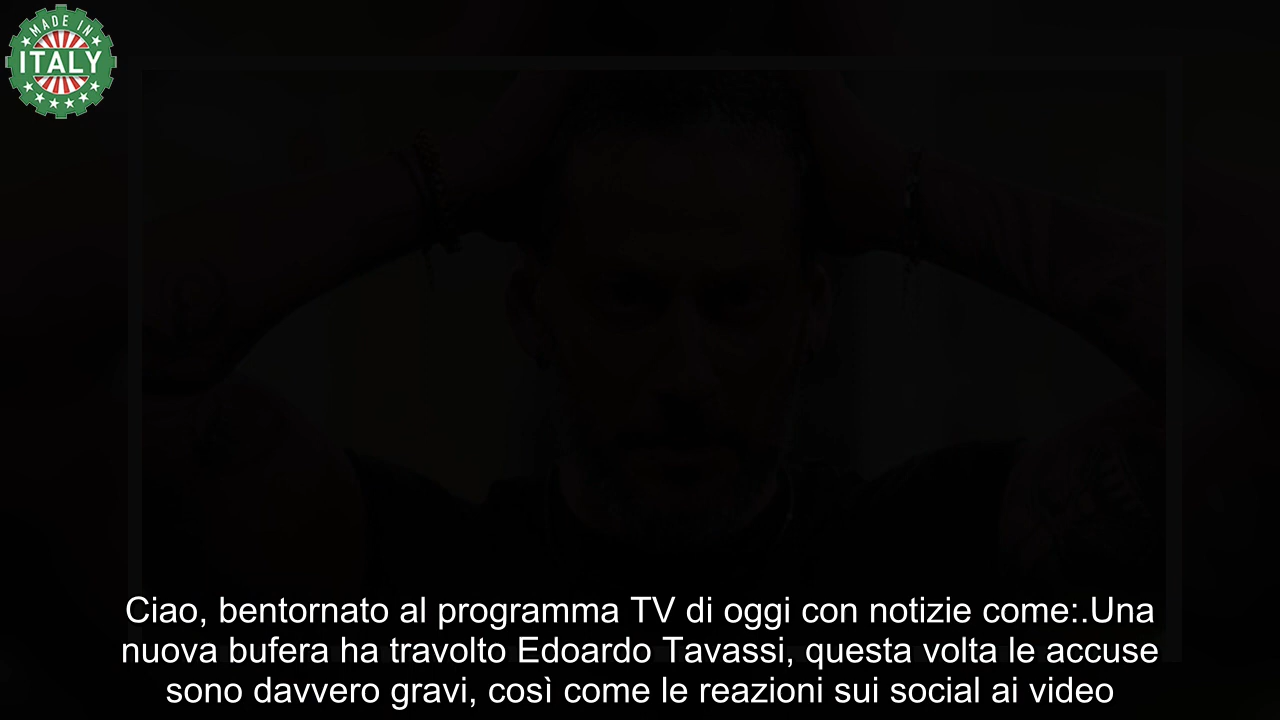 MADE IN
ITALY
Ciao, bentornato al programma TV di oggi con notizie come:.Una
nuova bufera ha travolto Edoardo Tavassi, questa volta le accuse
sono davvero gravi, così come le reazioni sui social ai video